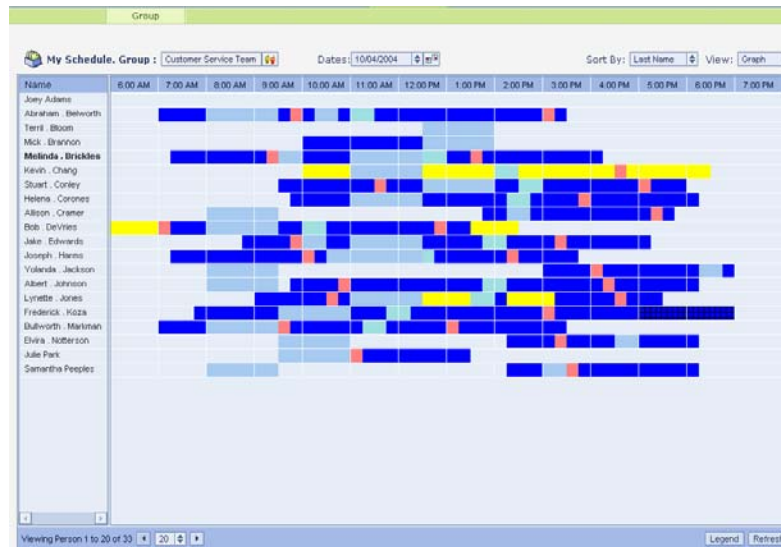 Group
My Schedule. Group : Customer Service Team Dates: 10/04/2004 Sort By: Last Name View: Graph
Name 6:00 AM 7:00 AM 8:00 AM 9:00 AM 10:00 AM 11:00 AM 12:00 PM 1:00 PM 2:00 PM 3:00 PM 4:00 PM 5:00 PM 6:00 PM 7:00 PM
Joey Adams
Abraham . Belworth
Terril . Bloom
Mick . Brannon
Melinda . Brickles
Kevin . Chang
Stuart . Conley
Helena . Corones
Allison . Cramer
Bob . DeVries
Jake . Edwards
Joseph . Harms
Yolanda . Jackson
Albert . Johnson
Lynette . Jones
Frederick . Koza
Bullworth . Markman
Elvira . Notterson
Julie Park
Samantha Peeples
Viewing Person 1 to 20 of 33 20 Legend Refres